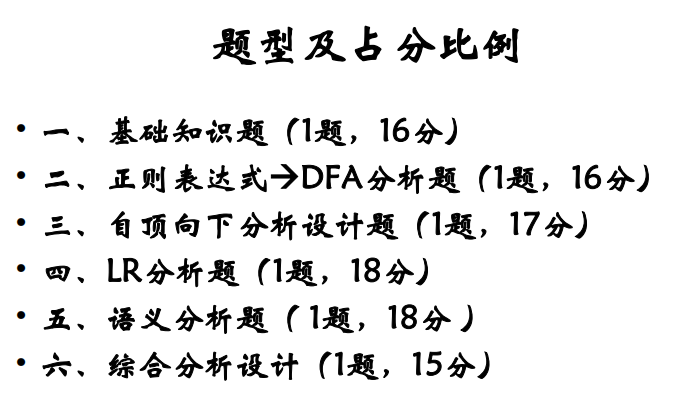 题型及占分比例
• 一、基础知识题（1题，16分）
• 二、正则表达式→DFA分析题（1题，16分）
• 三、自顶向下分析设计题（1题，17分）
• 四、LR分析题（1题，18分）
• 五、语义分析题（ 1题，18分 ）
• 六、综合分析设计（1题，15分）